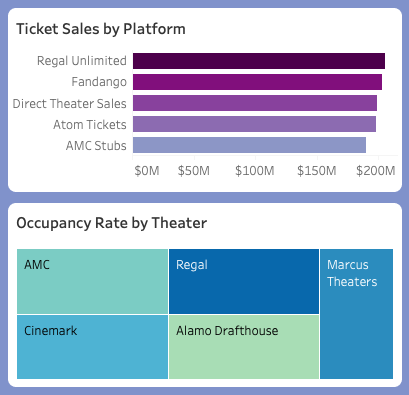 Ticket Sales by Platform
Regal Unlimited
Fandango
Direct Theater Sales
Atom Tickets
AMC Stubs
$0M $50M $100M $150M $200M
Occupancy Rate by Theater
AMC
Regal
Marcus
Theaters
Cinemark
Alamo Drafthouse